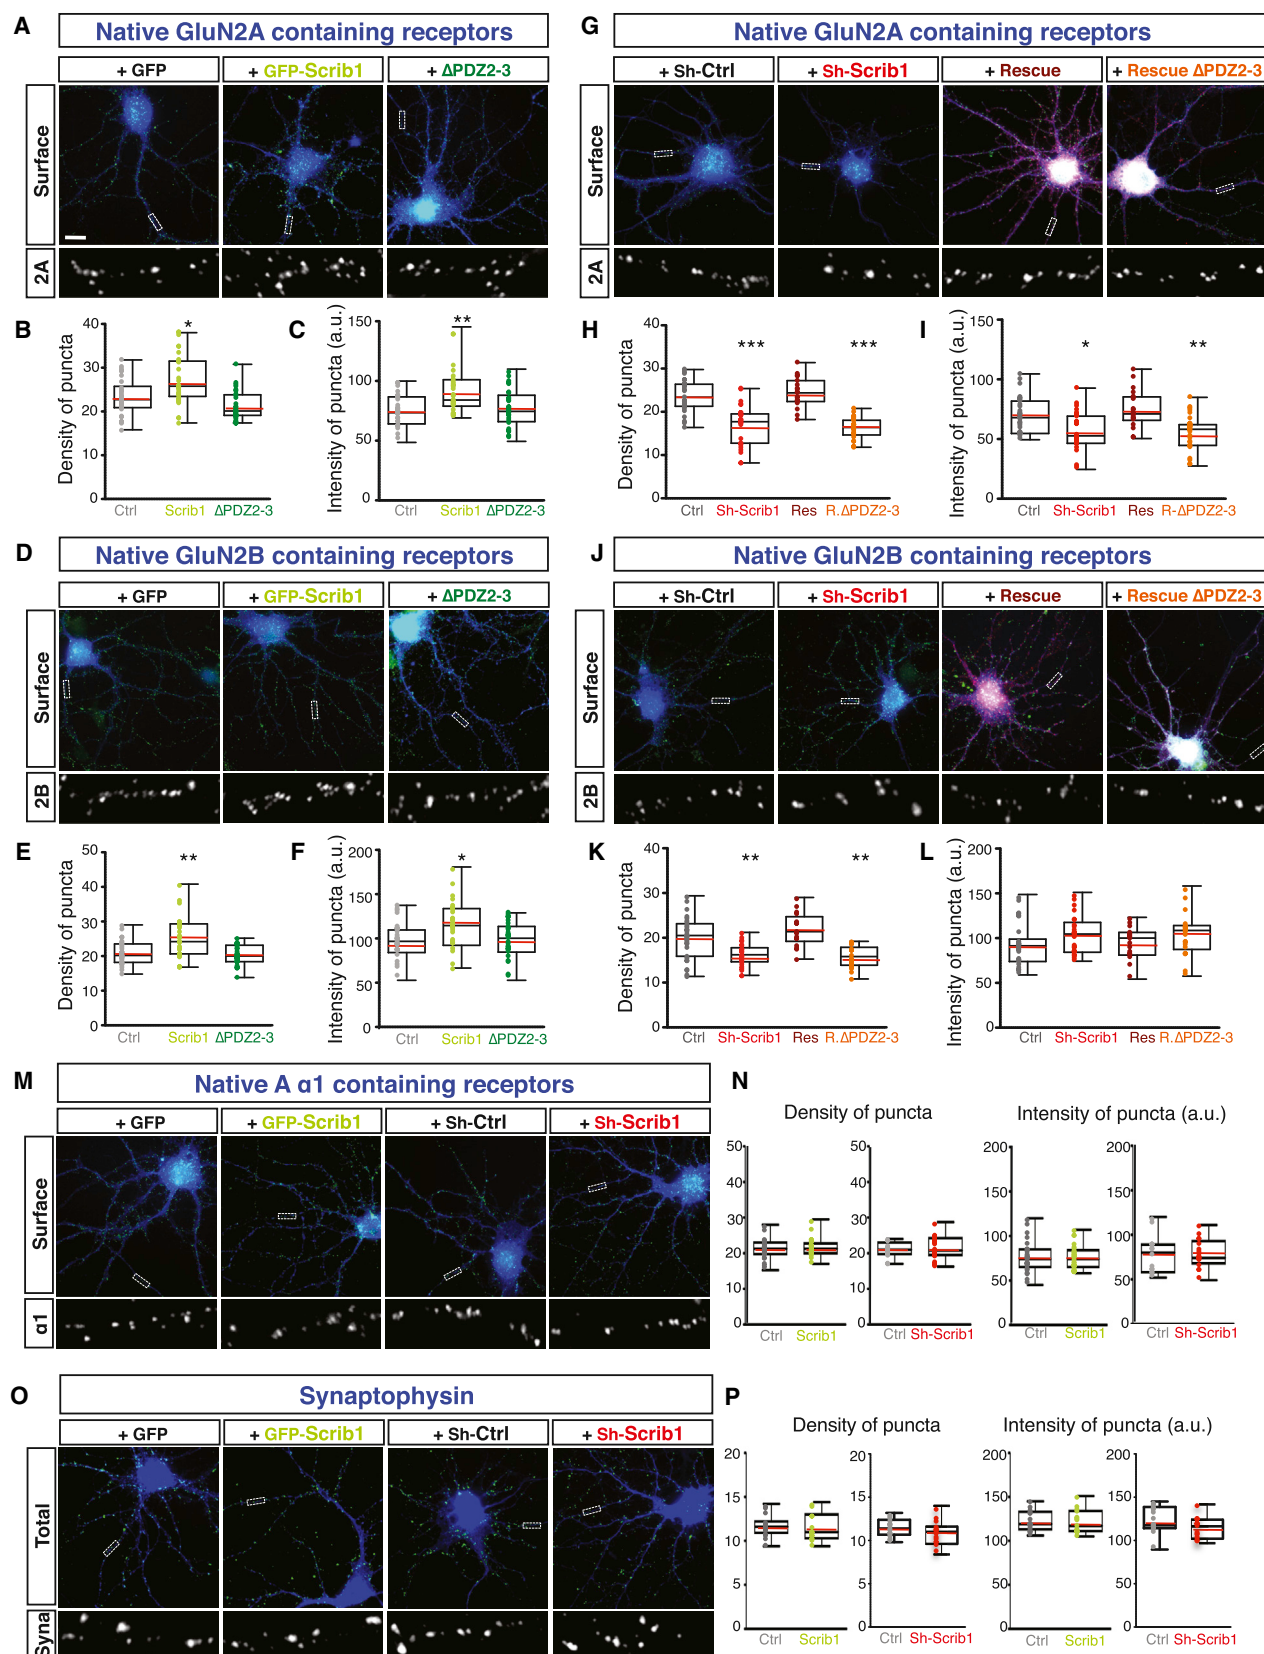 A
Native GluN2A containing receptors
+ GFP
+ GFP-Scrib1
+ ΔPDZ2-3
Surface
2A
B
Density of puncta
40
30
20
10
0
*
Ctrl
Scrib1
ΔPDZ2-3
C
Intensity of puncta (a.u.)
150
100
50
0
**
Ctrl
Scrib1
ΔPDZ2-3
G
Native GluN2A containing receptors
+ Sh-Ctrl
+ Sh-Scrib1
+ Rescue
+ Rescue ΔPDZ2-3
Surface
2A
H
Density of puncta
40
30
20
10
0
***
***
Ctrl
Sh-Scrib1
Res
R.ΔPDZ2-3
I
Intensity of puncta (a.u.)
150
100
50
0
*
**
Ctrl
Sh-Scrib1
Res
R-ΔPDZ2-3
D
Native GluN2B containing receptors
+ GFP
+ GFP-Scrib1
+ ΔPDZ2-3
Surface
2B
E
Density of puncta
50
40
30
20
10
0
**
Ctrl
Scrib1
ΔPDZ2-3
F
Intensity of puncta (a.u.)
200
150
100
50
0
*
Ctrl
Scrib1
ΔPDZ2-3
J
Native GluN2B containing receptors
+ Sh-Ctrl
+ Sh-Scrib1
+ Rescue
+ Rescue ΔPDZ2-3
Surface
2B
K
Density of puncta
40
30
20
10
0
**
**
Ctrl
Sh-Scrib1
Res
R.ΔPDZ2-3
L
Intensity of puncta (a.u.)
200
150
100
50
0
Ctrl
Sh-Scrib1
Res
R.ΔPDZ2-3
M
Native A α1 containing receptors
+ GFP
+ GFP-Scrib1
+ Sh-Ctrl
+ Sh-Scrib1
Surface
α1
N
Density of puncta
50
40
30
20
10
0
Ctrl
Scrib1
50
40
30
20
10
0
Ctrl
Sh-Scrib1
Intensity of puncta (a.u.)
200
150
100
50
0
Ctrl
Scrib1
200
150
100
50
0
Ctrl
Sh-Scrib1
O
Synaptophysin
+ GFP
+ GFP-Scrib1
+ Sh-Ctrl
+ Sh-Scrib1
Total
Syna
P
Density of puncta
20
15
10
5
0
Ctrl
Scrib1
20
15
10
5
0
Ctrl
Sh-Scrib1
Intensity of puncta (a.u.)
200
150
100
50
0
Ctrl
Scrib1
200
150
100
50
0
Ctrl
Sh-Scrib1